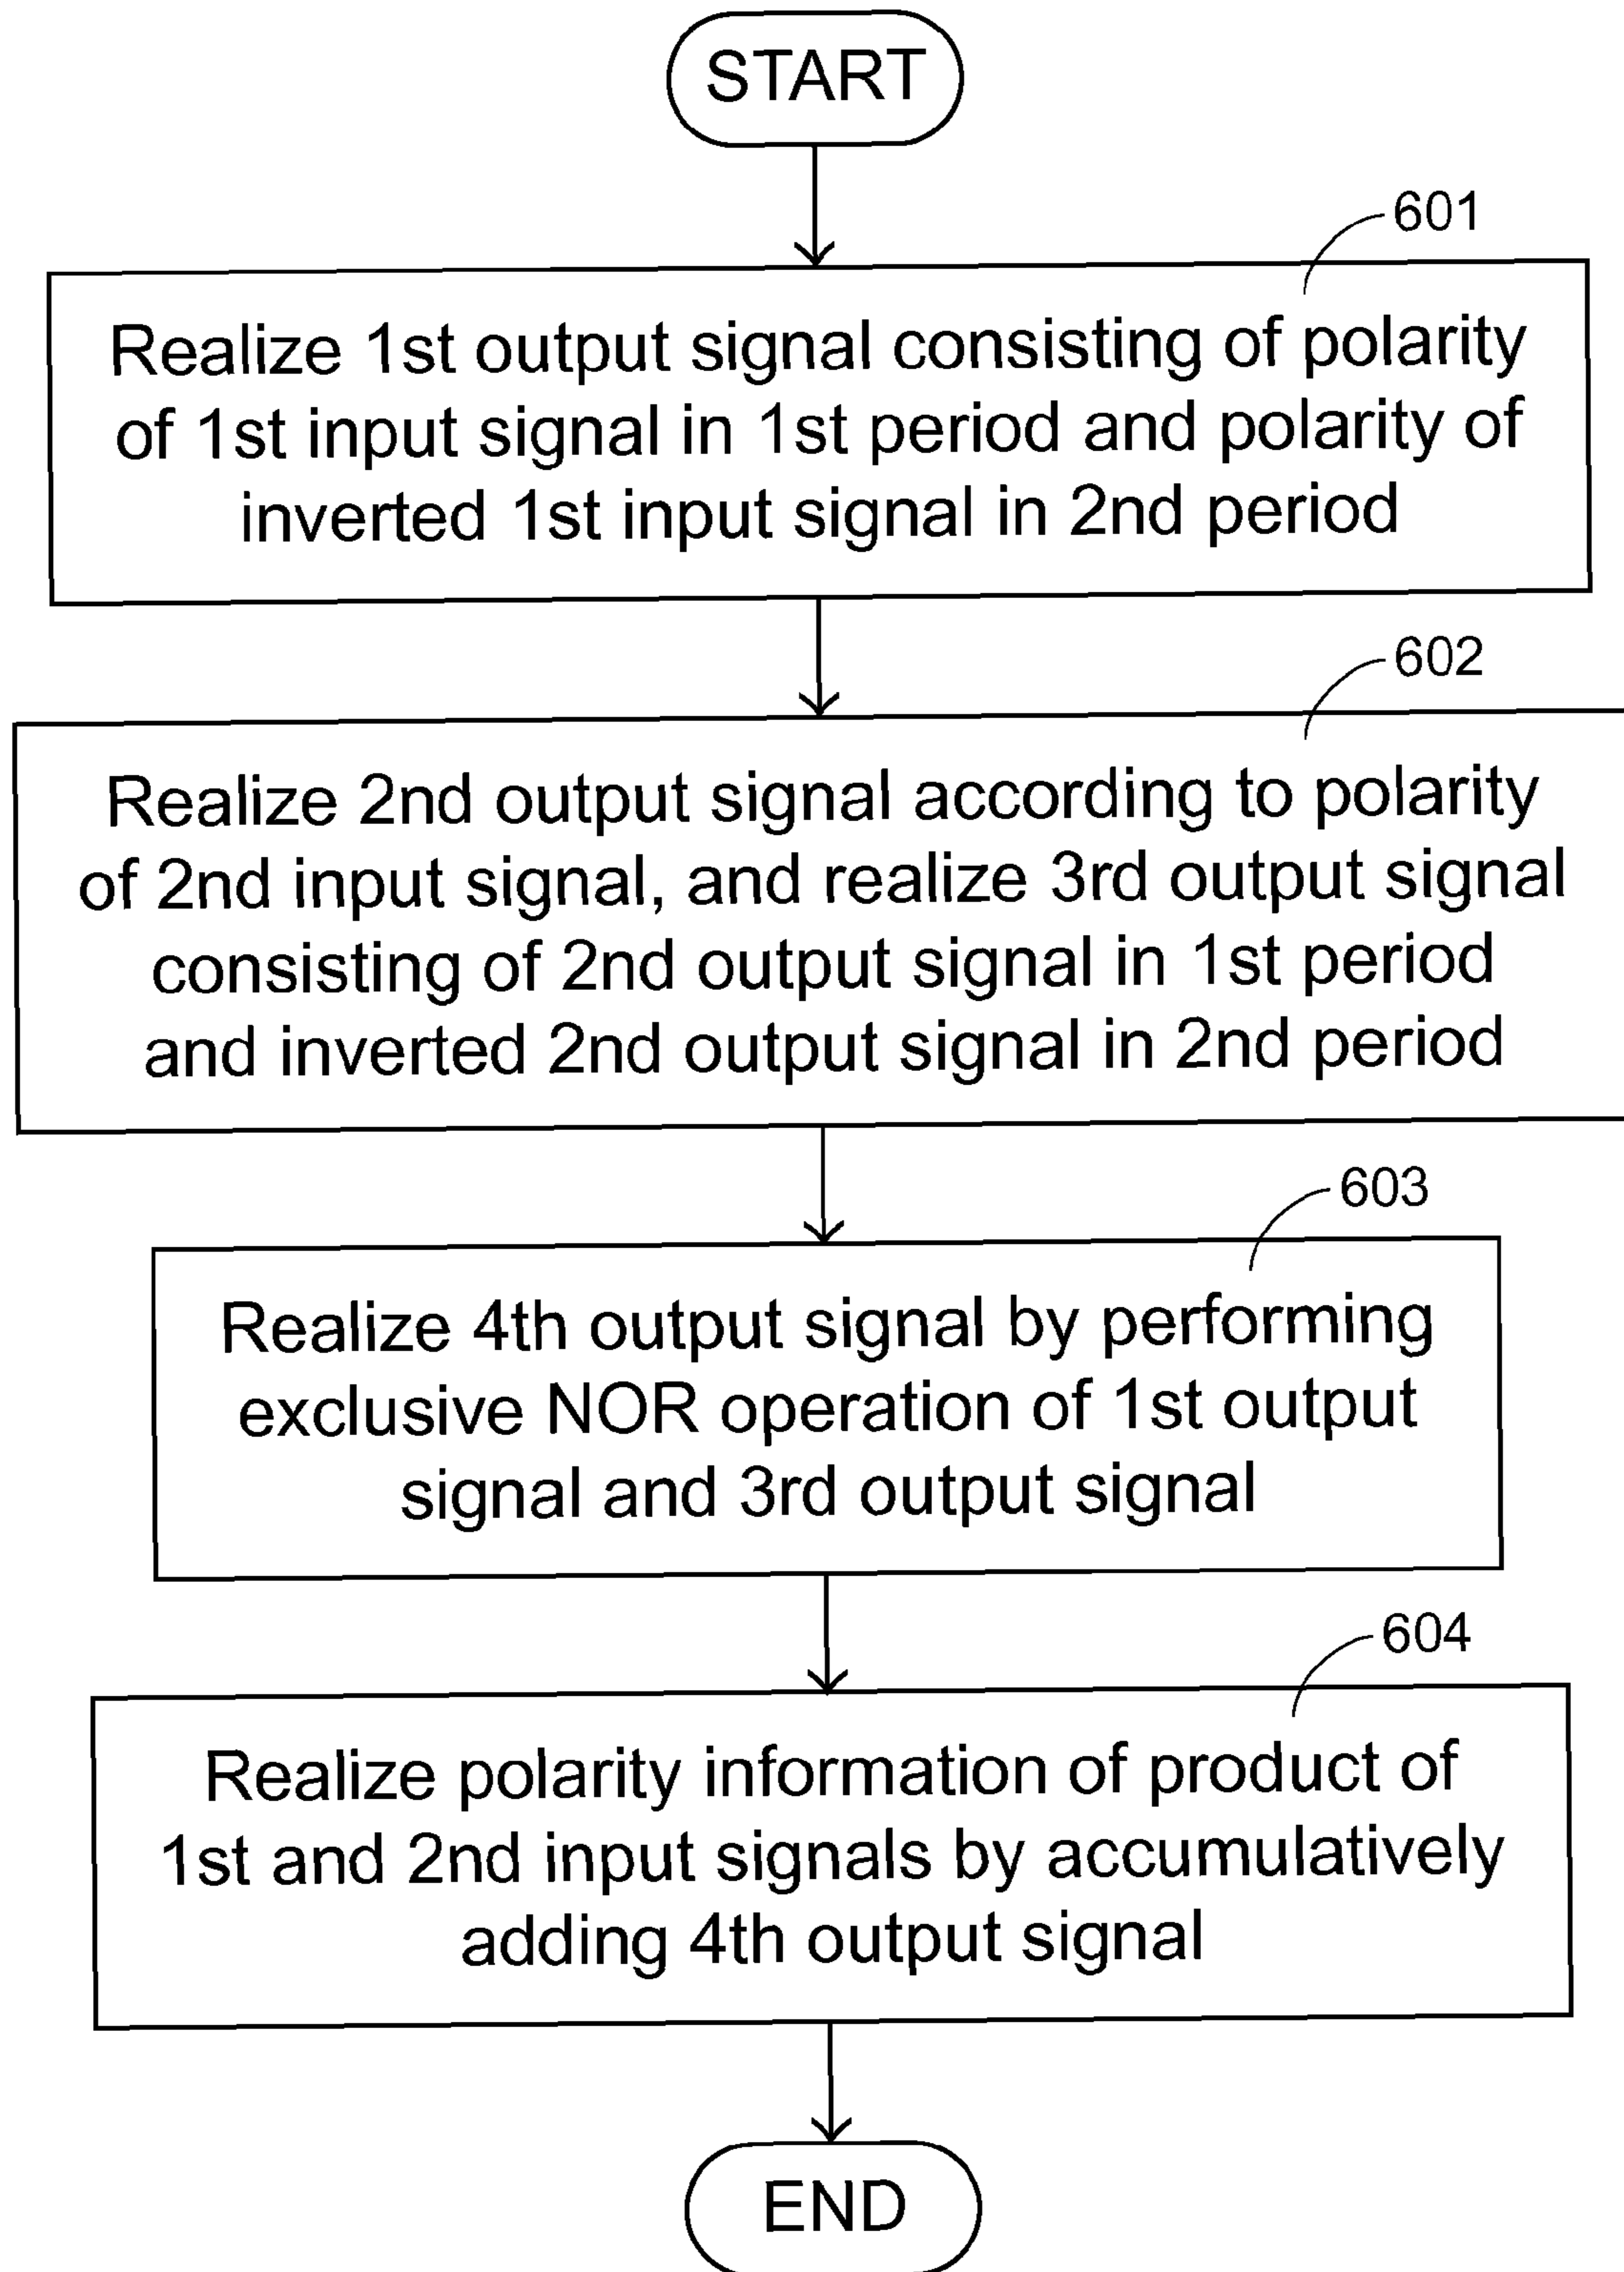 START
601
Realize 1st output signal consisting of polarity
of 1st input signal in 1st period and polarity of
inverted 1st input signal in 2nd period
602
Realize 2nd output signal according to polarity
of 2nd input signal, and realize 3rd output signal
consisting of 2nd output signal in 1st period
and inverted 2nd output signal in 2nd period
603
Realize 4th output signal by performing
exclusive NOR operation of 1st output
signal and 3rd output signal
604
Realize polarity information of product of
1st and 2nd input signals by accumulatively
adding 4th output signal
END